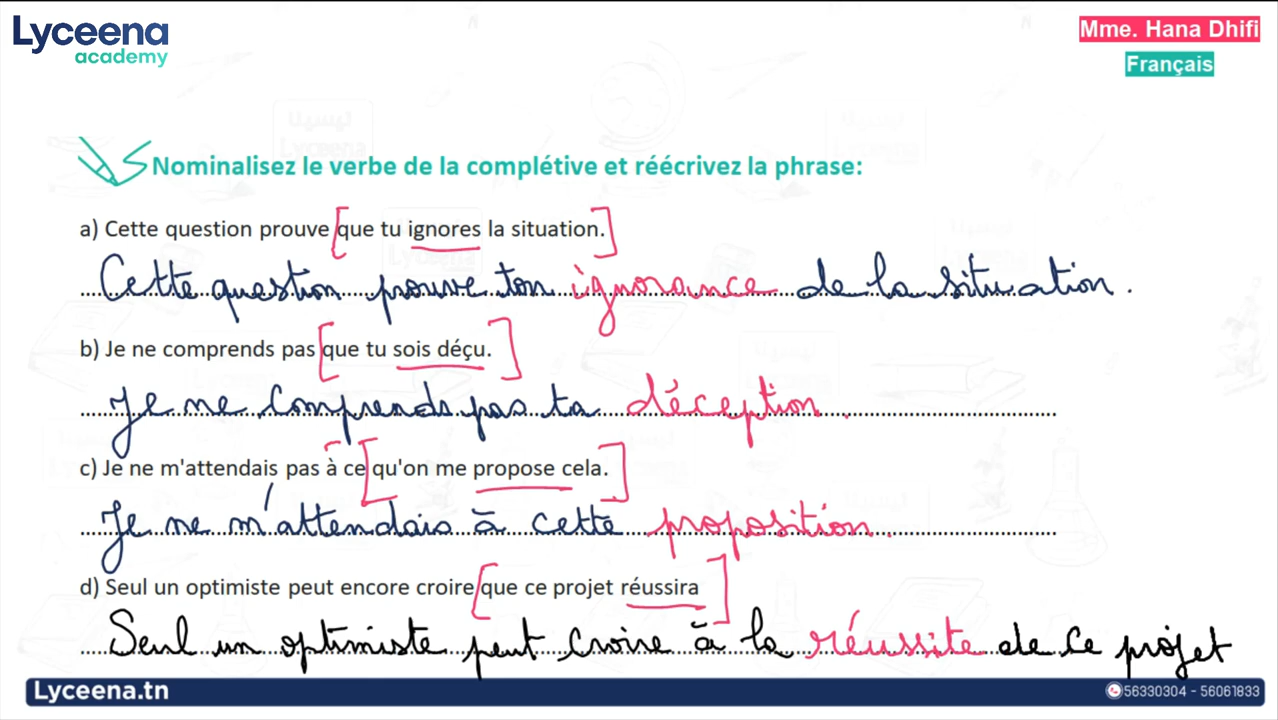 Lyceena
academy
Mme. Hana Dhifi
Français
Nominalisez le verbe de la complétive et réécrivez la phrase:
a) Cette question prouve que tu ignores la situation.
Cette question prouve ton ignorance de la situation.
b) Je ne comprends pas que tu sois déçu.
Je ne comprends pas ta déception.
c) Je ne m'attendais pas à ce qu'on me propose cela.
Je ne m'attendais à cette proposition.
d) Seul un optimiste peut encore croire que ce projet réussira
Seul un optimiste peut croire à la réussite de ce projet
Lyceena.tn
56330304 - 56061833